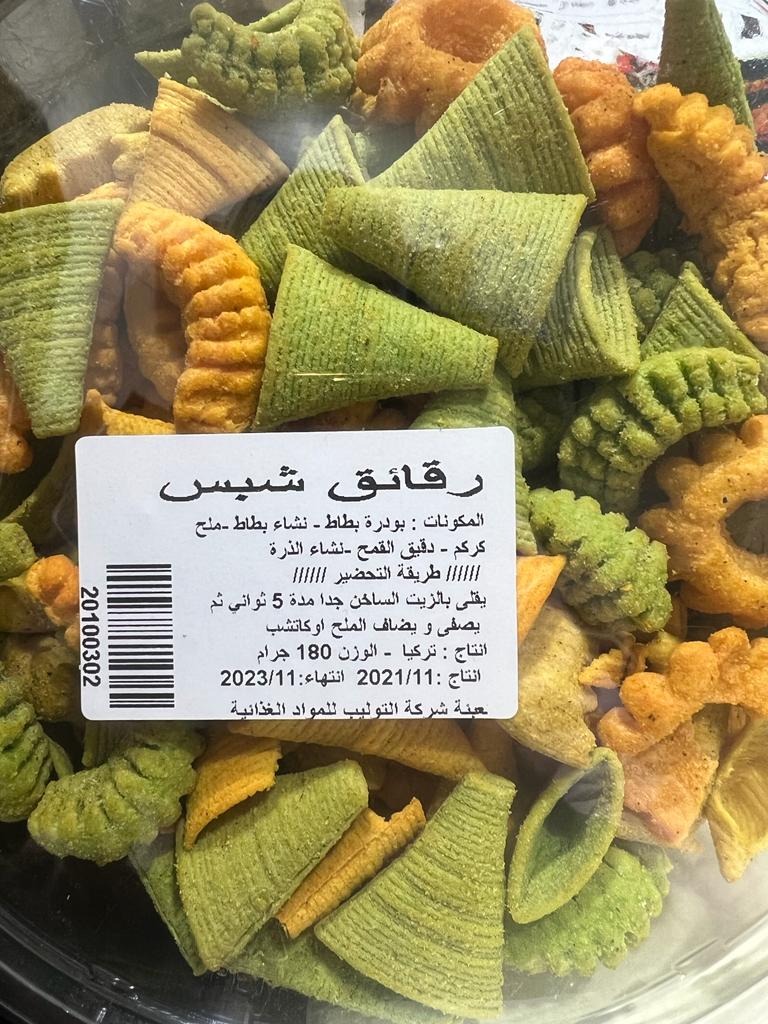 رقائق شبس
المكونات : بودرة بطاط - نشاء بطاط -ملح
كركم - دقيق القمح -نشاء الذرة
////// طريقة التحضير //////
يقلى بالزيت الساخن جدا مدة 5 ثواني ثم
يصفى و يضاف الملح اوكاتشب
انتاج : تركيا - الوزن 180 جرام
انتاج :2021/11 انتهاء:2023/11
تعبئة شركة التوليب للمواد الغذائية
20100302